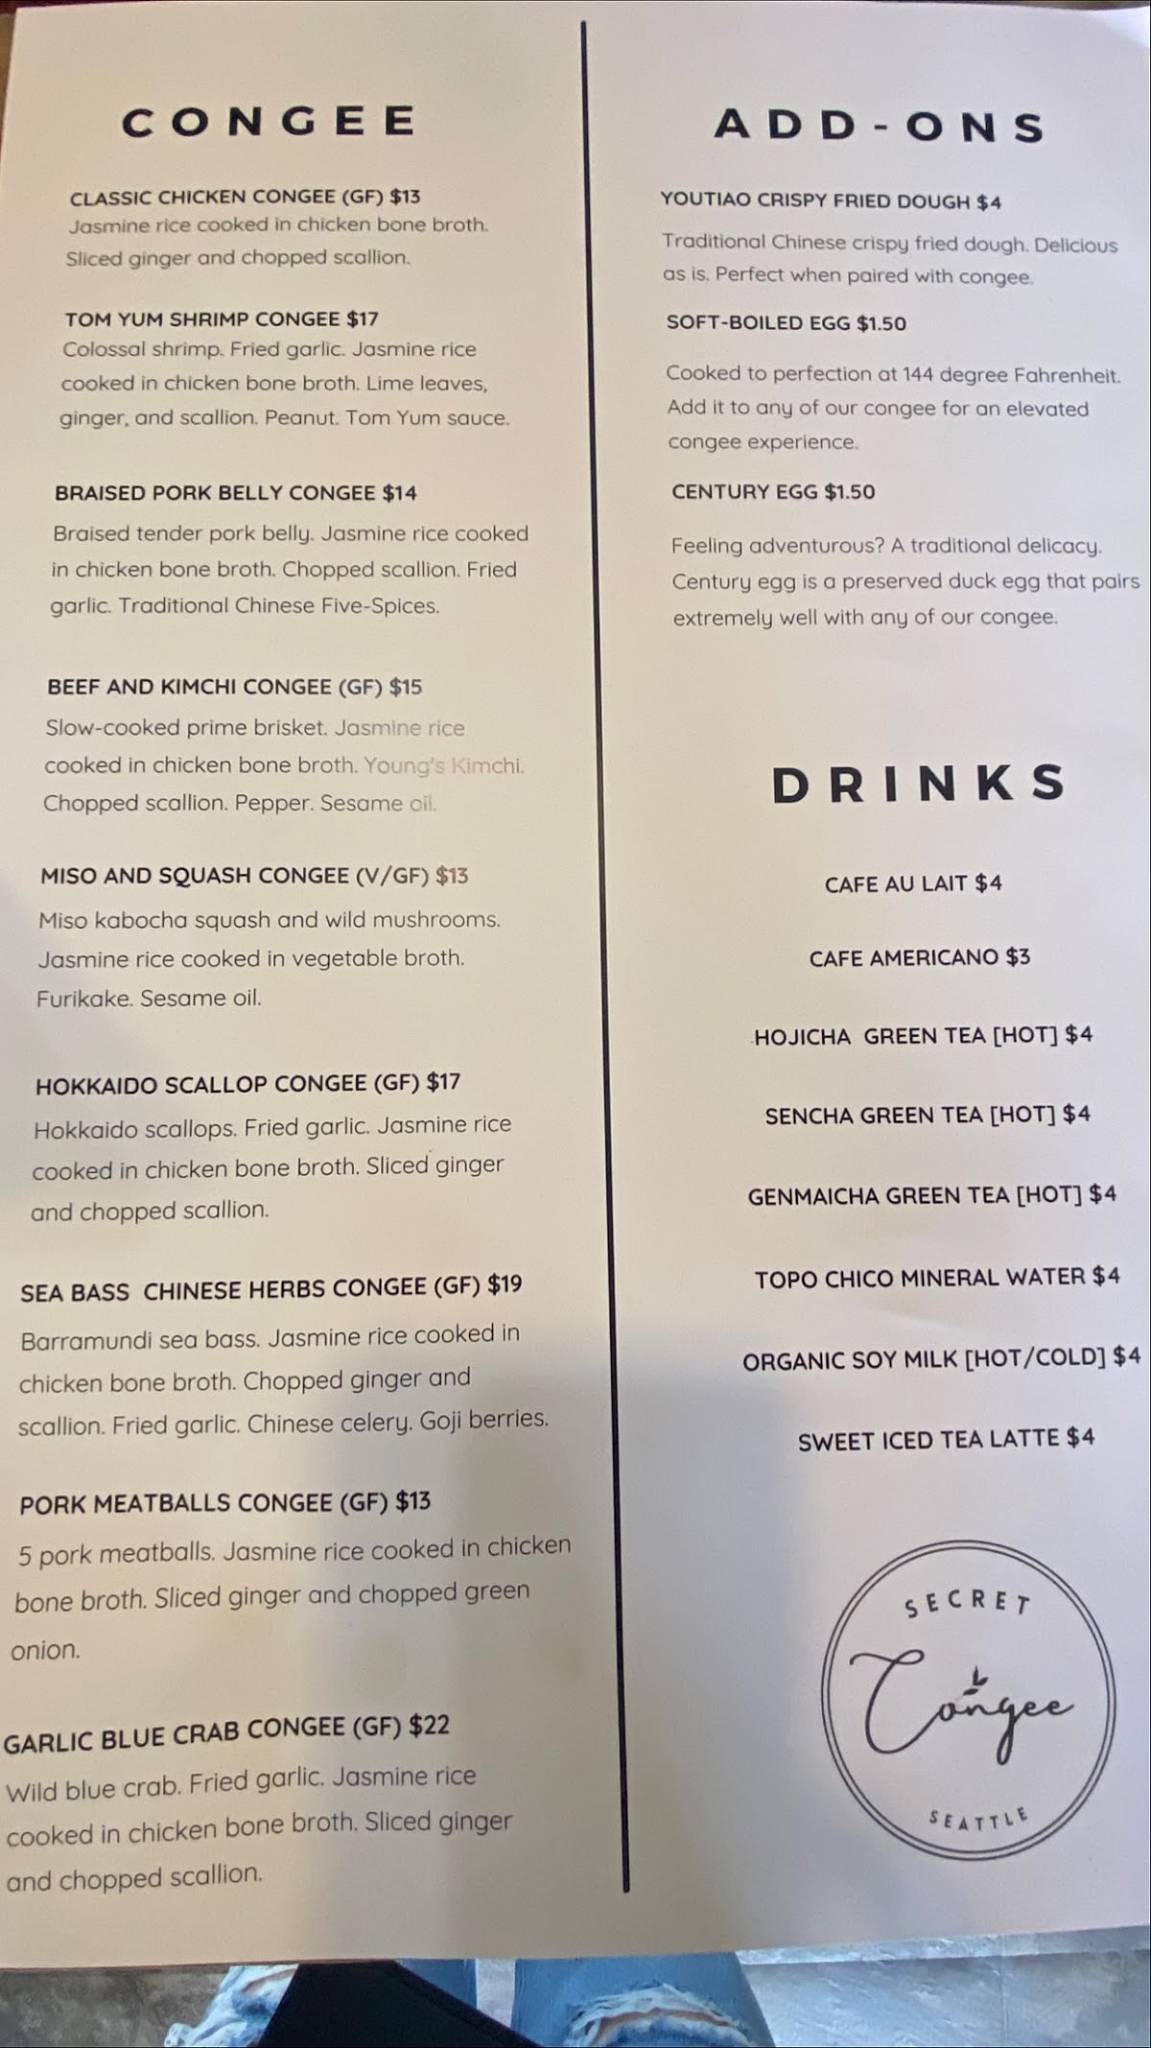 CONGEE
CLASSIC CHICKEN CONGEE (GF) $13
Jasmine rice cooked in chicken bone broth.
Sliced ginger and chopped scallion.
TOM YUM SHRIMP CONGEE $17
Colossal shrimp. Fried garlic. Jasmine rice
cooked in chicken bone broth. Lime leaves,
ginger, and scallion. Peanut. Tom Yum sauce.
BRAISED PORK BELLY CONGEE $14
Braised tender pork belly. Jasmine rice cooked
in chicken bone broth. Chopped scallion. Fried
garlic. Traditional Chinese Five-Spices.
BEEF AND KIMCHI CONGEE (GF) $15
Slow-cooked prime brisket. Jasmine rice
cooked in chicken bone broth. Young's Kimchi.
Chopped scallion. Pepper. Sesame oil.
MISO AND SQUASH CONGEE (V/GF) $13
Miso kabocha squash and wild mushrooms.
Jasmine rice cooked in vegetable broth.
Furikake. Sesame oil.
HOKKAIDO SCALLOP CONGEE (GF) $17
Hokkaido scallops. Fried garlic. Jasmine rice
cooked in chicken bone broth. Sliced ginger
and chopped scallion.
SEA BASS CHINESE HERBS CONGEE (GF) $19
Barramundi sea bass. Jasmine rice cooked in
chicken bone broth. Chopped ginger and
scallion. Fried garlic. Chinese celery. Goji berries.
PORK MEATBALLS CONGEE (GF) $13
5 pork meatballs. Jasmine rice cooked in chicken
bone broth. Sliced ginger and chopped green
onion.
GARLIC BLUE CRAB CONGEE (GF) $22
Wild blue crab. Fried garlic. Jasmine rice
cooked in chicken bone broth. Sliced ginger
and chopped scallion.
ADD-ONS
YOUTIAO CRISPY FRIED DOUGH $4
Traditional Chinese crispy fried dough. Delicious
as is. Perfect when paired with congee.
SOFT-BOILED EGG $1.50
Cooked to perfection at 144 degree Fahrenheit.
Add it to any of our congee for an elevated
congee experience.
CENTURY EGG $1.50
Feeling adventurous? A traditional delicacy.
Century egg is a preserved duck egg that pairs
extremely well with any of our congee.
DRINKS
CAFE AU LAIT $4
CAFE AMERICANO $3
HOJICHA GREEN TEA [HOT] $4
SENCHA GREEN TEA [HOT] $4
GENMAICHA GREEN TEA [HOT] $4
TOPO CHICO MINERAL WATER $4
ORGANIC SOY MILK [HOT/COLD] $4
SWEET ICED TEA LATTE $4
SECRET
Congee
SEATTLE